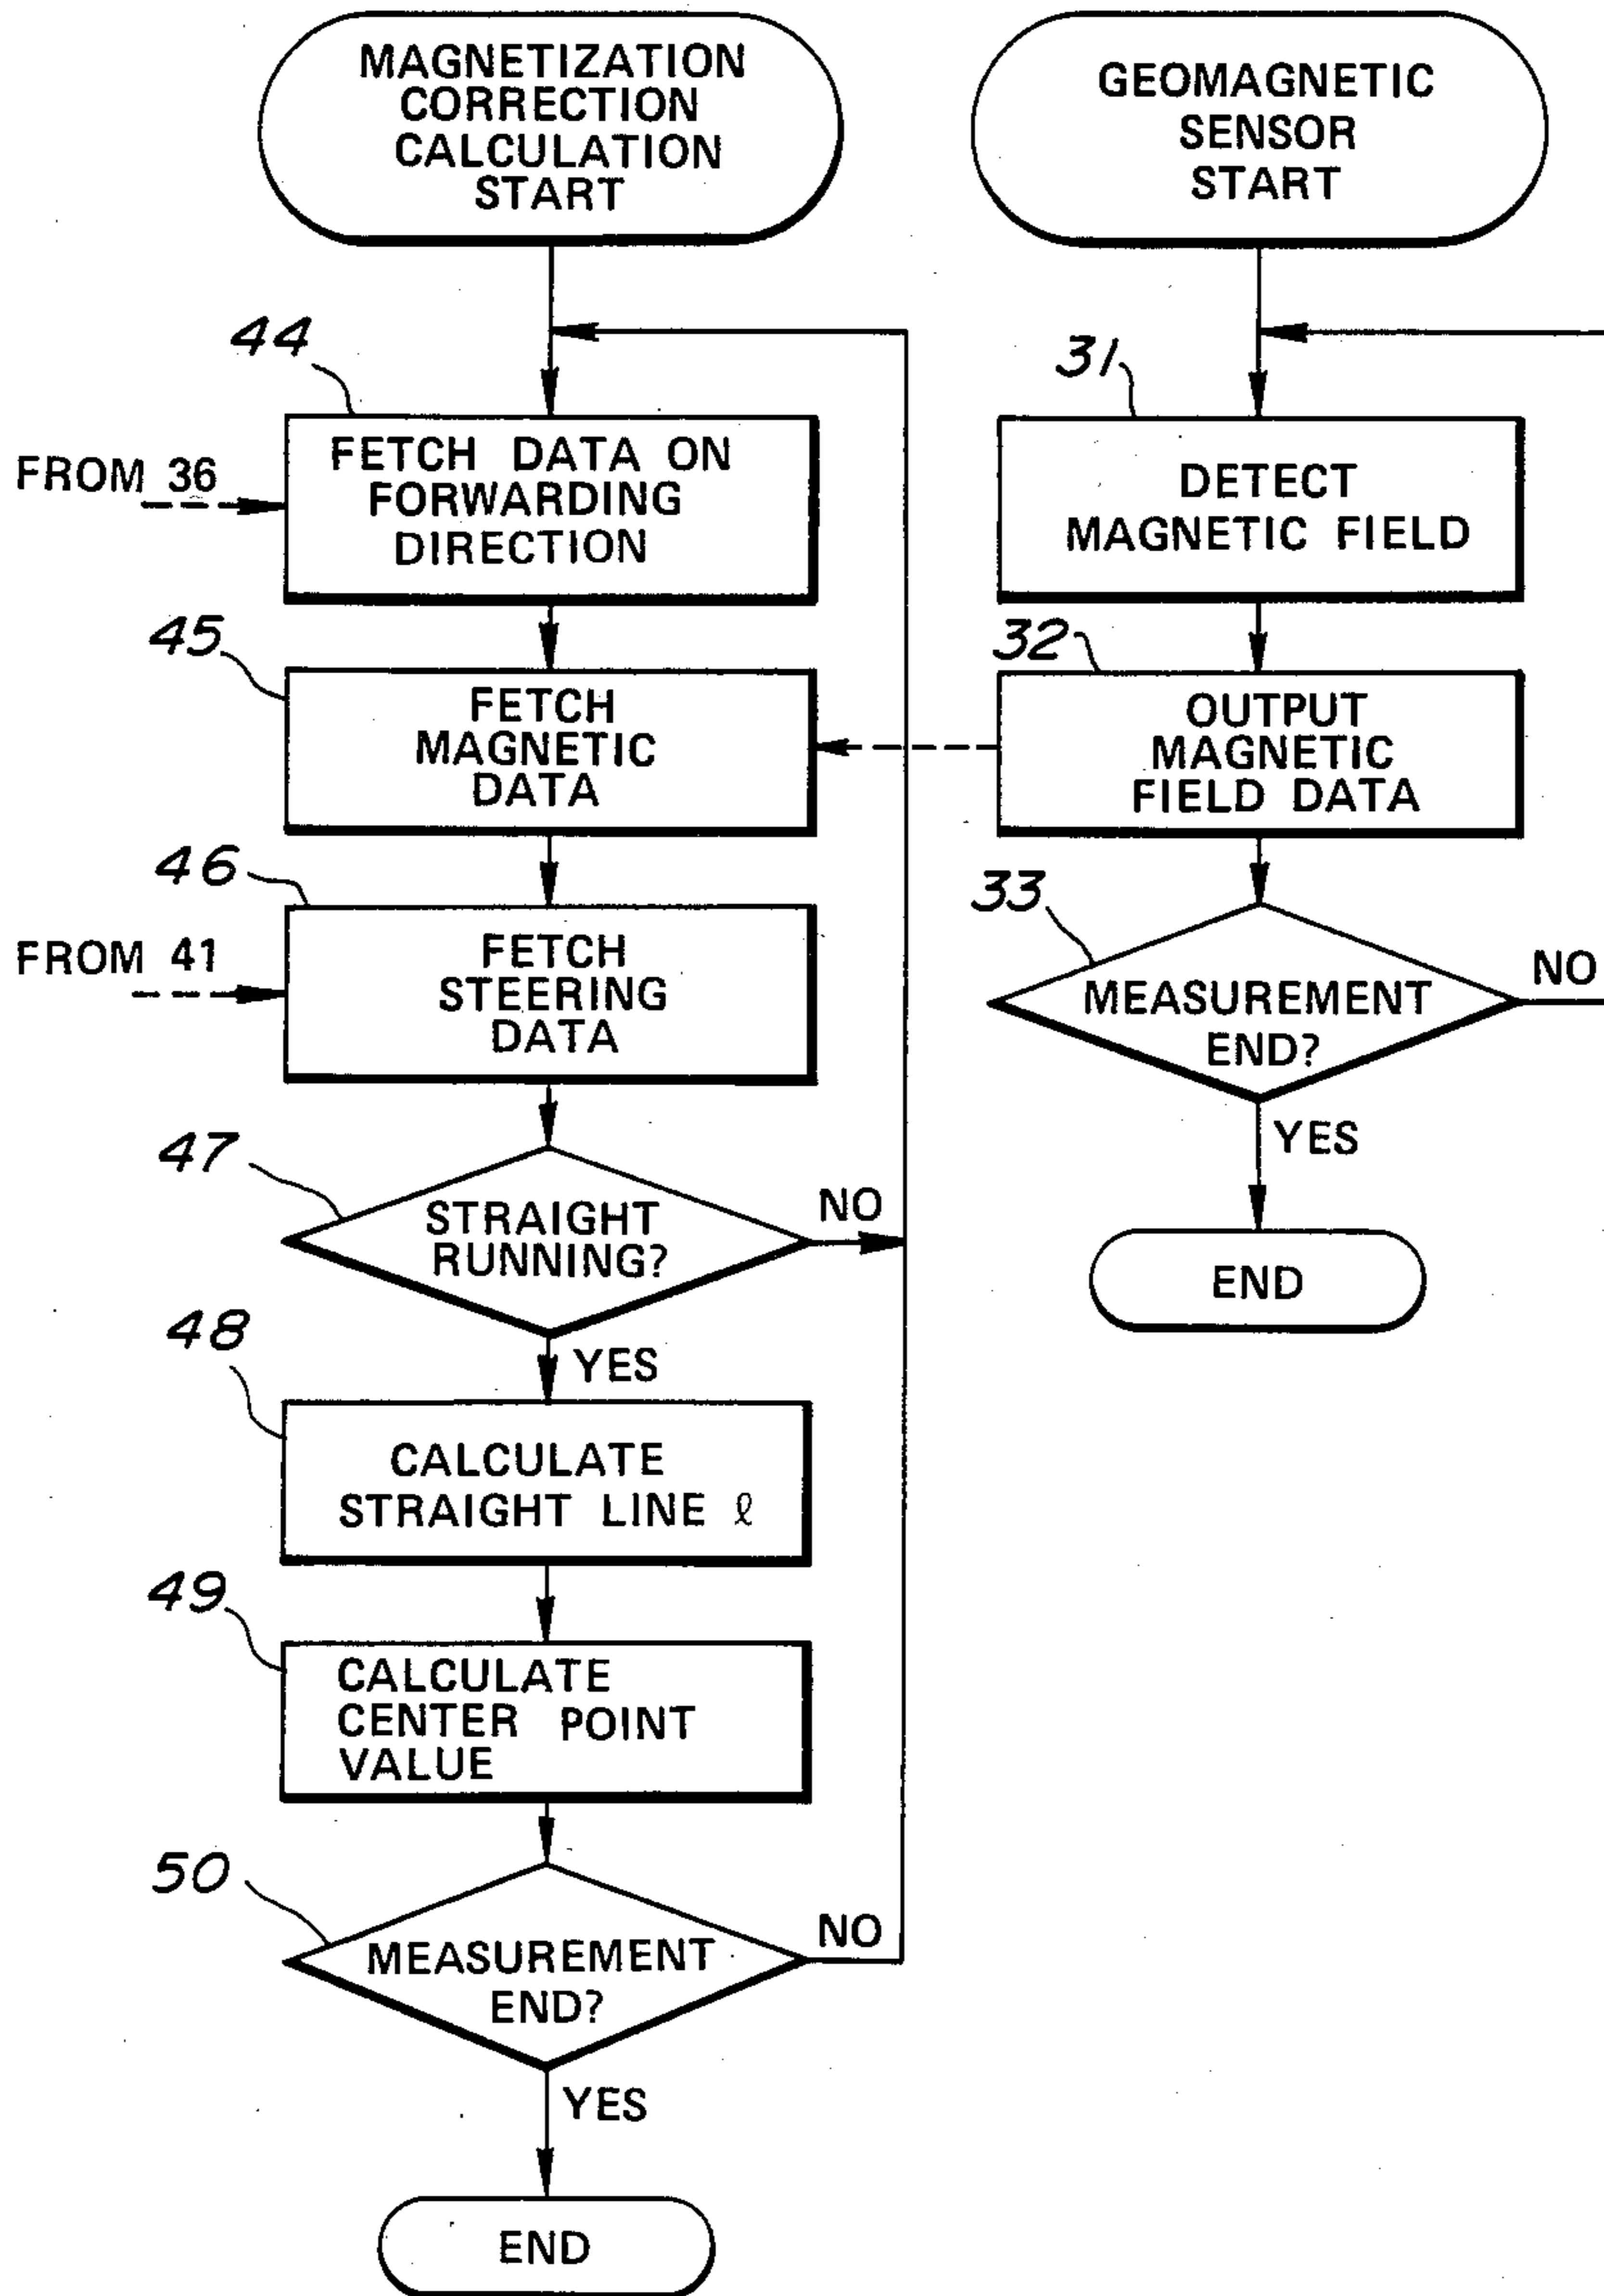 MAGNETIZATION
CORRECTION
CALCULATION
START
44
FROM 36
FETCH DATA ON
FORWARDING
DIRECTION
45
FETCH
MAGNETIC
DATA
46
FROM 41
FETCH
STEERING
DATA
47
STRAIGHT
RUNNING?
NO
YES
48
CALCULATE
STRAIGHT LINE ℓ
49
CALCULATE
CENTER POINT
VALUE
50
MEASUREMENT
END?
NO
YES
END
GEOMAGNETIC
SENSOR
START
31
DETECT
MAGNETIC FIELD
32
OUTPUT
MAGNETIC
FIELD DATA
33
MEASUREMENT
END?
NO
YES
END